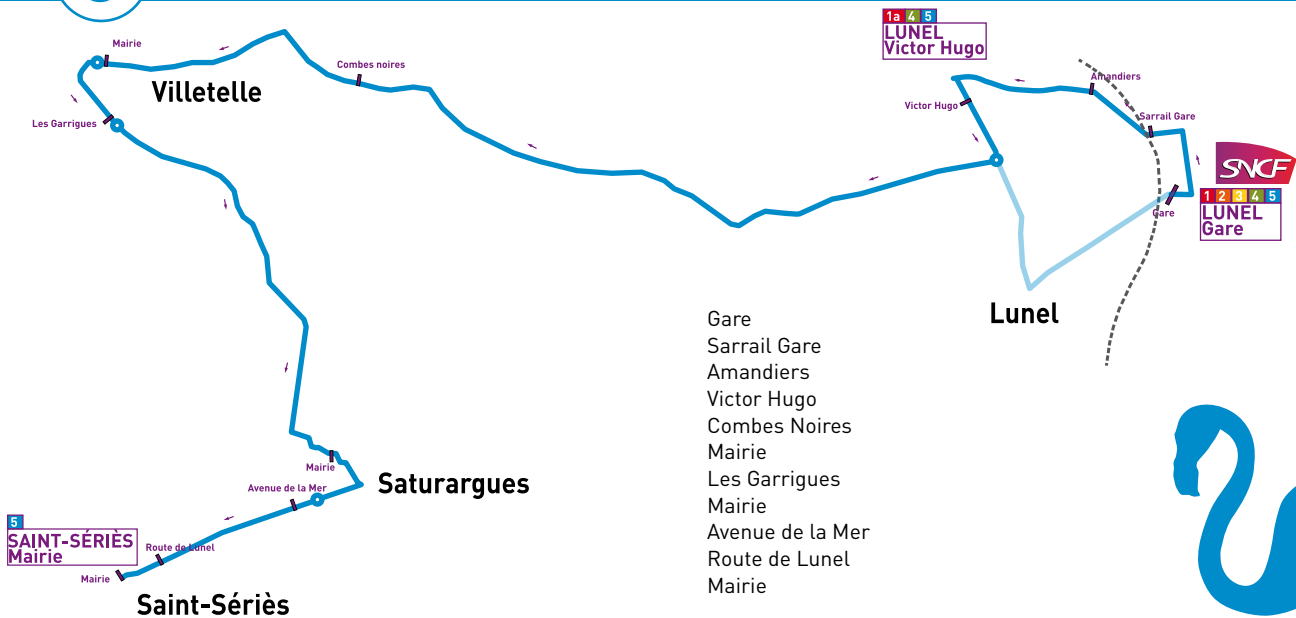 Mairie
Villetelle
Les Garrigues
Combes noires
1a 4 5
LUNEL
Victor Hugo
Victor Hugo
Amandiers
Sarrail Gare
SNCF
1 2 3 4 5
LUNEL
Gare
Gare
Lunel
Gare
Sarrail Gare
Amandiers
Victor Hugo
Combes Noires
Mairie
Les Garrigues
Mairie
Avenue de la Mer
Route de Lunel
Mairie
Mairie
Saturargues
Avenue de la Mer
5
SAINT-SÉRIÈS
Mairie
Route de Lunel
Mairie
Saint-Sériès